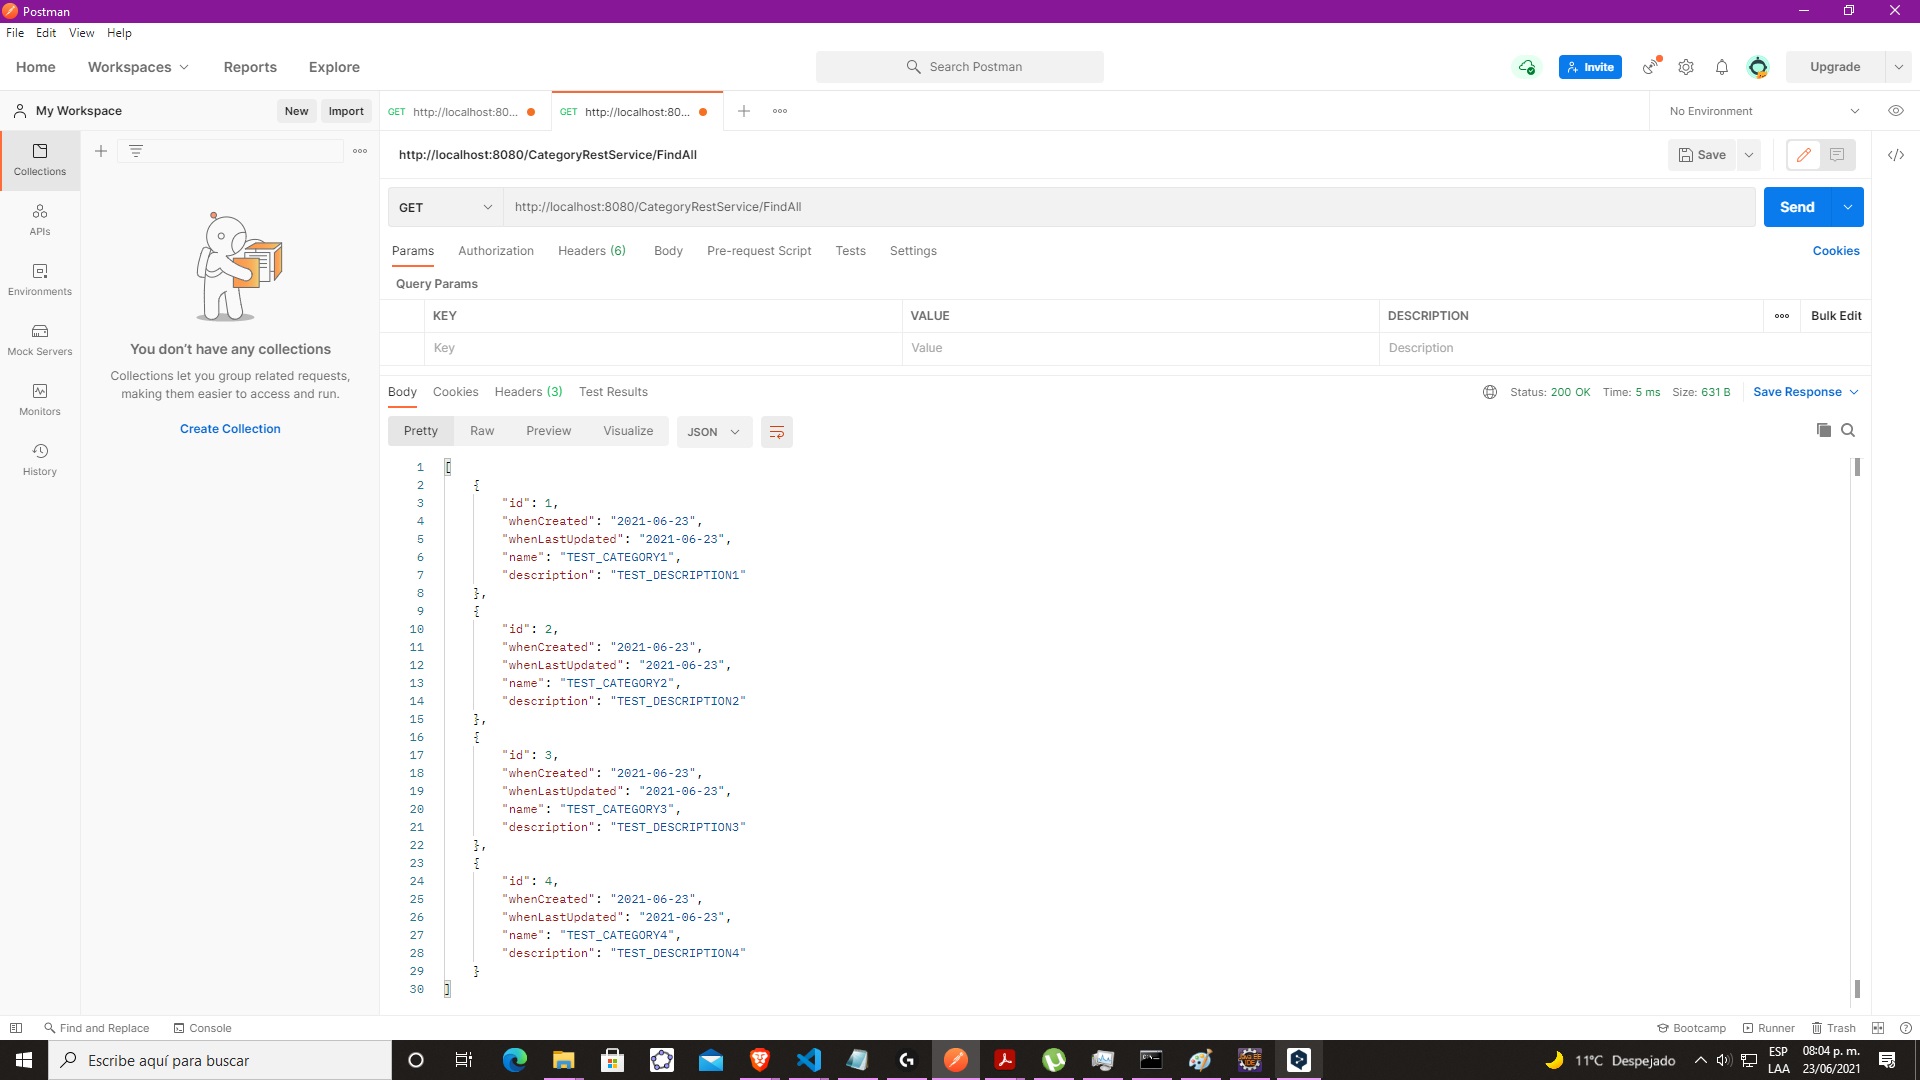 Postman
File Edit View Help
Home Workspaces Reports Explore Search Postman Invite Upgrade
My Workspace New Import GET http://localhost:80... GET http://localhost:80... No Environment
http://localhost:8080/CategoryRestService/FindAll Save
Collections
APIs
Environments
Mock Servers
Monitors
History
You don't have any collections
Collections let you group related requests,
making them easier to access and run.
Create Collection
GET http://localhost:8080/CategoryRestService/FindAll Send
Params Authorization Headers (6) Body Pre-request Script Tests Settings Cookies
Query Params
KEY VALUE DESCRIPTION Bulk Edit
Key Value Description
Body Cookies Headers (3) Test Results Status: 200 OK Time: 5 ms Size: 631 B Save Response
Pretty Raw Preview Visualize JSON
1 [
2 {
3 "id": 1,
4 "whenCreated": "2021-06-23",
5 "whenLastUpdated": "2021-06-23",
6 "name": "TEST_CATEGORY1",
7 "description": "TEST_DESCRIPTION1"
8 },
9 {
10 "id": 2,
11 "whenCreated": "2021-06-23",
12 "whenLastUpdated": "2021-06-23",
13 "name": "TEST_CATEGORY2",
14 "description": "TEST_DESCRIPTION2"
15 },
16 {
17 "id": 3,
18 "whenCreated": "2021-06-23",
19 "whenLastUpdated": "2021-06-23",
20 "name": "TEST_CATEGORY3",
21 "description": "TEST_DESCRIPTION3"
22 },
23 {
24 "id": 4,
25 "whenCreated": "2021-06-23",
26 "whenLastUpdated": "2021-06-23",
27 "name": "TEST_CATEGORY4",
28 "description": "TEST_DESCRIPTION4"
29 }
30 ]
Find and Replace Console Bootcamp Runner Trash
Escribe aquí para buscar 11°C Despejado
ESP 08:04 p. m.
LAA 23/06/2021